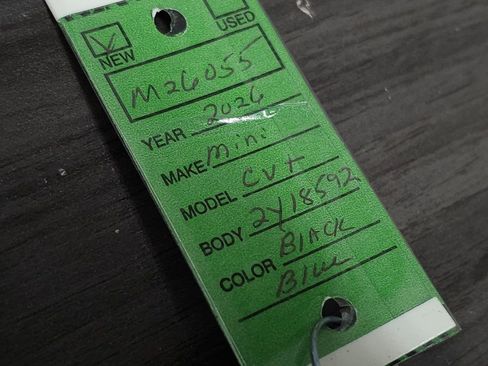 NEW USED
M26055
YEAR 2026
MAKE Mini
MODEL CVt
BODY 2Y18592
COLOR BlACK
Blue